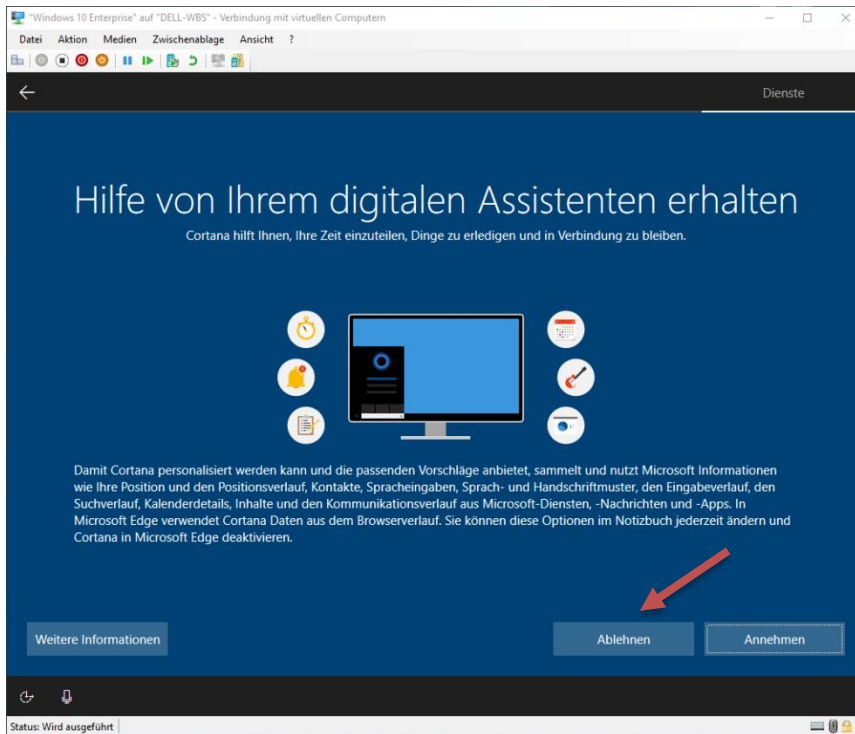 "Windows 10 Enterprise" auf "DELL-WBS" - Verbindung mit virtuellen Computern
Datei Aktion Medien Zwischenablage Ansicht ?
Dienste
Hilfe von Ihrem digitalen Assistenten erhalten
Cortana hilft Ihnen, Ihre Zeit einzuteilen, Dinge zu erledigen und in Verbindung zu bleiben.
Damit Cortana personalisiert werden kann und die passenden Vorschläge anbietet, sammelt und nutzt Microsoft Informationen
wie Ihre Position und den Positionsverlauf, Kontakte, Spracheingaben, Sprach- und Handschriftmuster, den Eingabeverlauf, den
Suchverlauf, Kalenderdetails, Inhalte und den Kommunikationsverlauf aus Microsoft-Diensten, -Nachrichten und -Apps. In
Microsoft Edge verwendet Cortana Daten aus dem Browserverlauf. Sie können diese Optionen im Notizbuch jederzeit ändern und
Cortana in Microsoft Edge deaktivieren.
Weitere Informationen Ablehnen Annehmen
Status: Wird ausgeführt